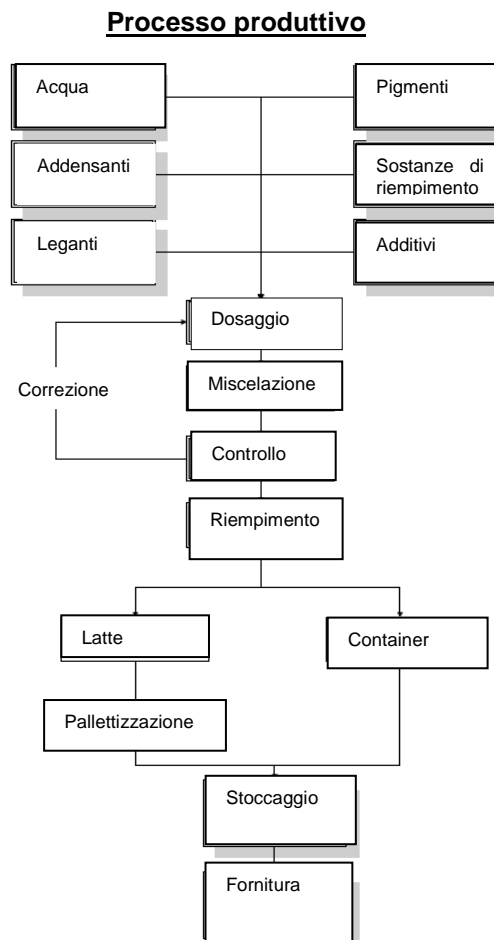 Processo produttivo
Acqua
Pigmenti
Addensanti
Sostanze di
riempimento
Leganti
Additivi
Dosaggio
Correzione
Miscelazione
Controllo
Riempimento
Latte
Container
Pallettizzazione
Stoccaggio
Fornitura